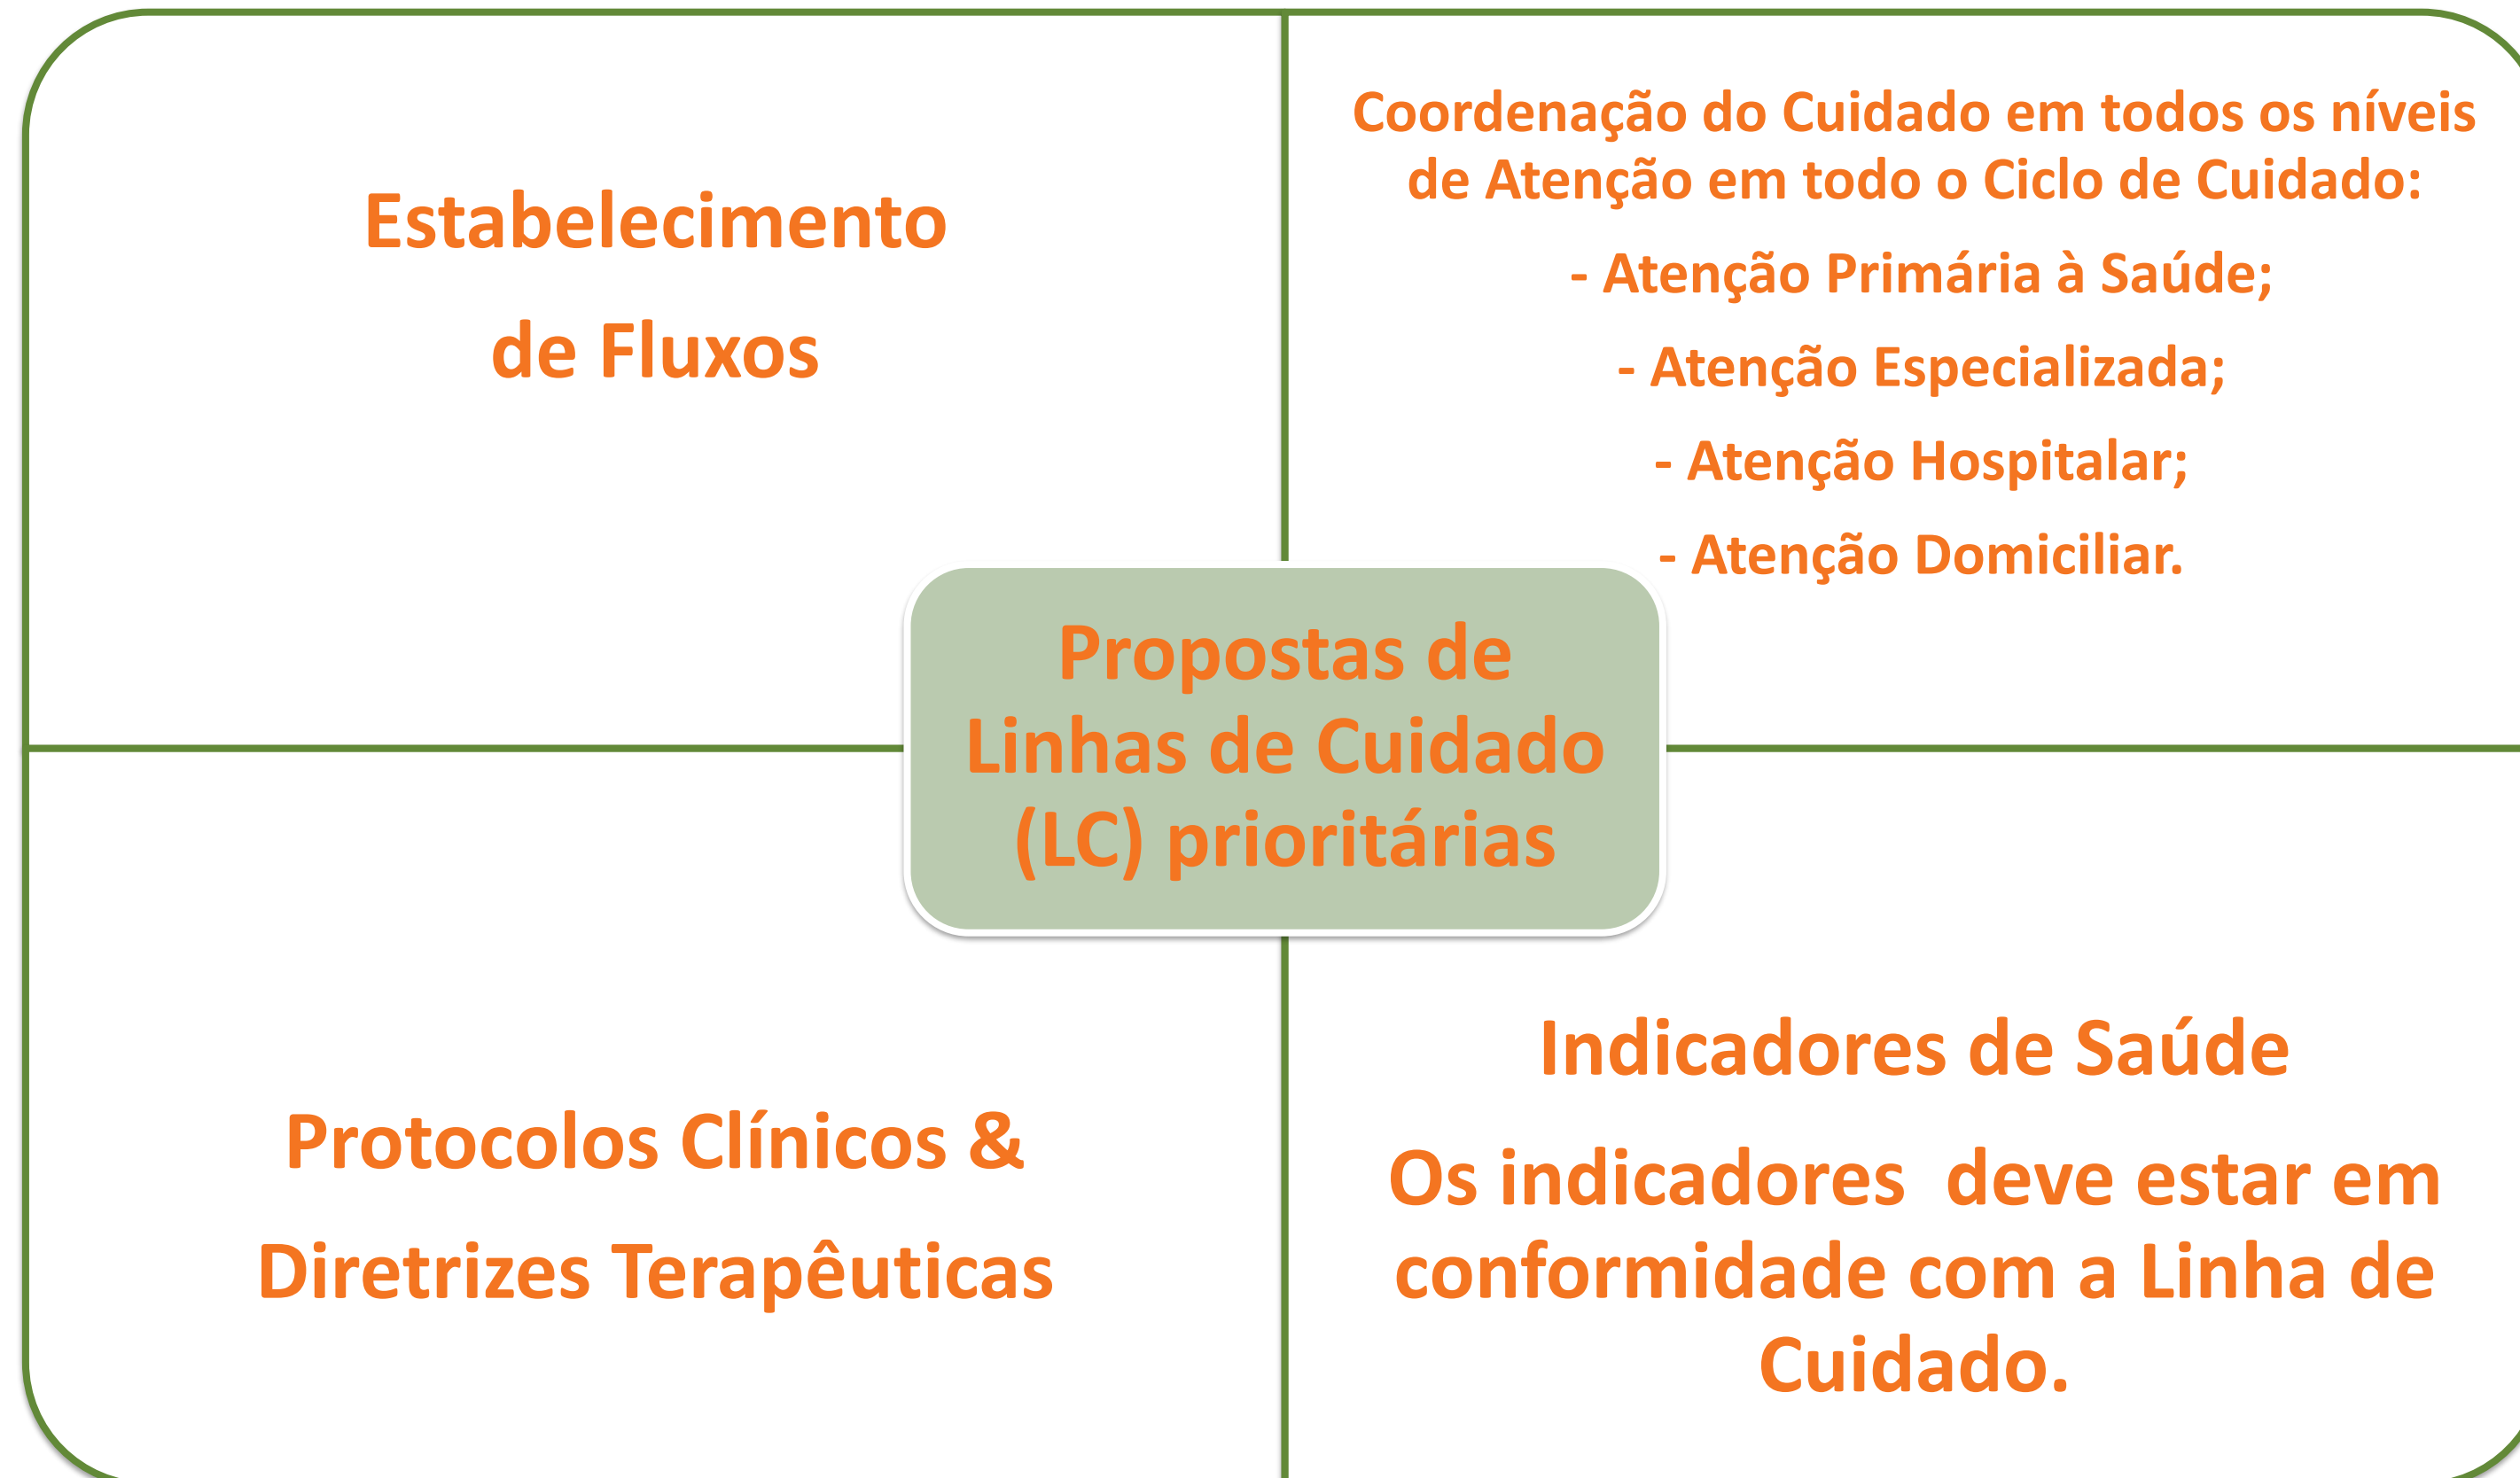 Estabelecimento
de Fluxos
Coordenação do Cuidado em todos os níveis
de Atenção em todo o Ciclo de Cuidado:
- Atenção Primária à Saúde;
- Atenção Especializada;
- Atenção Hospitalar;
- Atenção Domiciliar.
Propostas de
Linhas de Cuidado
(LC) prioritárias
Protocolos Clínicos &
Diretrizes Terapêuticas
Indicadores de Saúde
Os indicadores  deve estar em
conformidade com a Linha de
Cuidado.